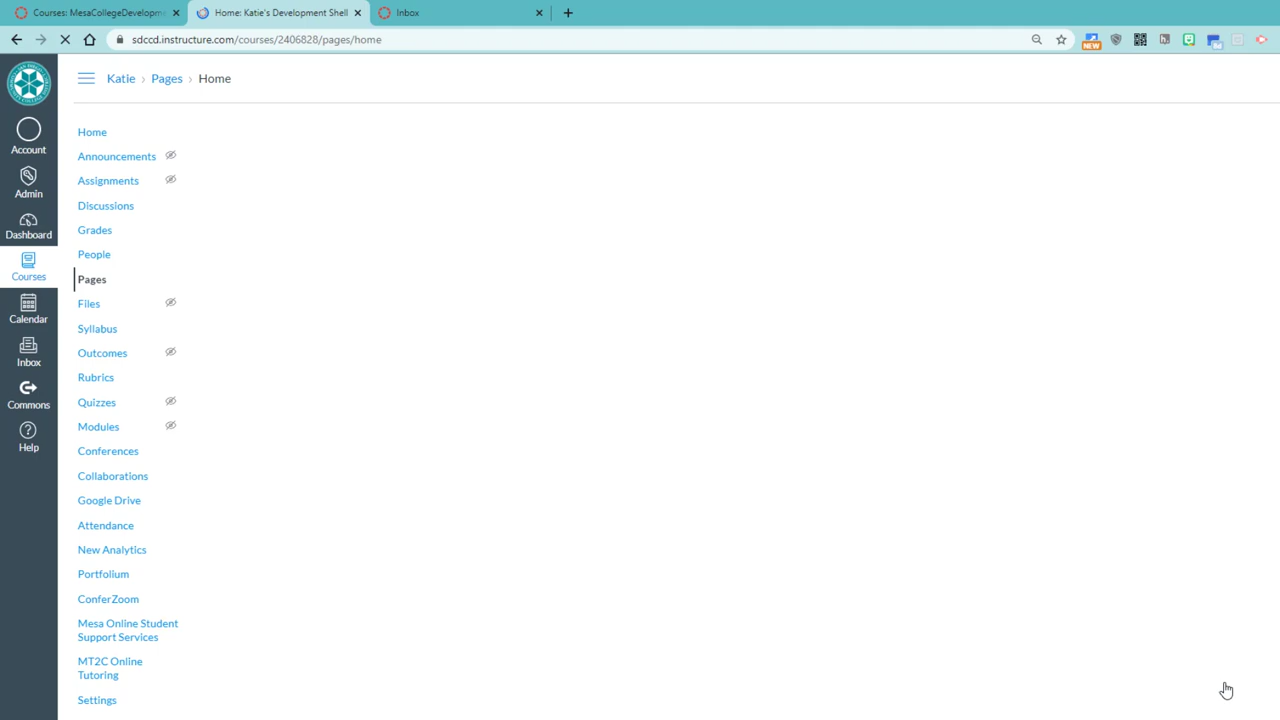 Courses: MesaCollegeDevelopm
Home: Katie's Development Shell
Inbox
sdccd.instructure.com/courses/2406828/pages/home
NEW
Katie › Pages › Home
Account
Admin
Dashboard
Courses
Calendar
Inbox
Commons
Help
Home
Announcements
Assignments
Discussions
Grades
People
Pages
Files
Syllabus
Outcomes
Rubrics
Quizzes
Modules
Conferences
Collaborations
Google Drive
Attendance
New Analytics
Portfolium
ConferZoom
Mesa Online Student
Support Services
MT2C Online
Tutoring
Settings